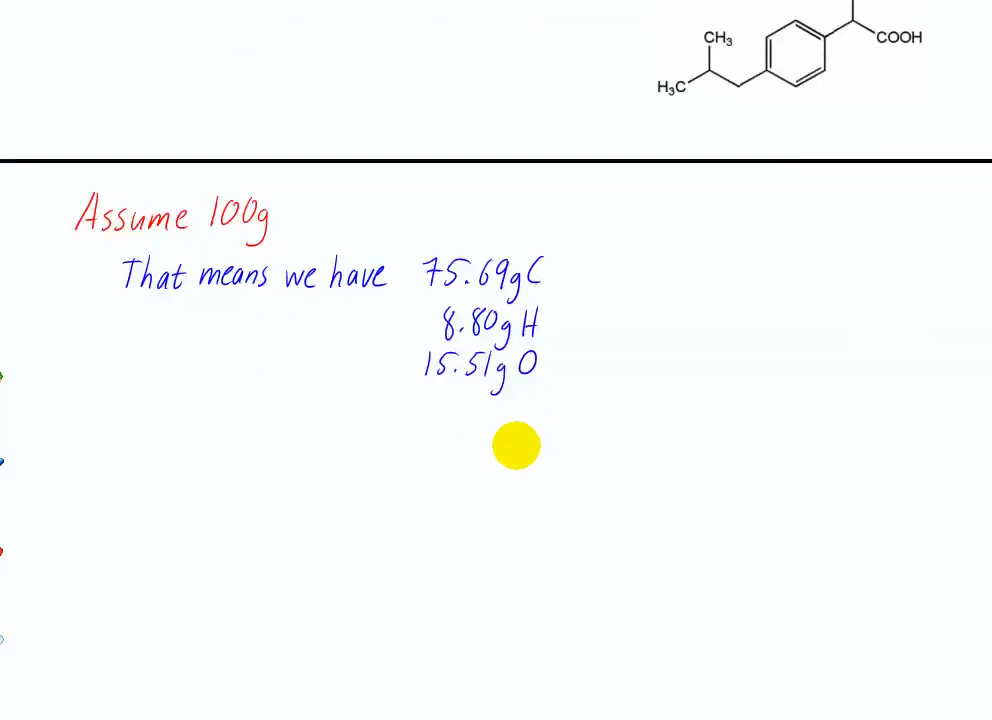 CH₃
COOH
H₃C
Assume 100g
That means we have 75.69g C
8.80g H
15.51g O